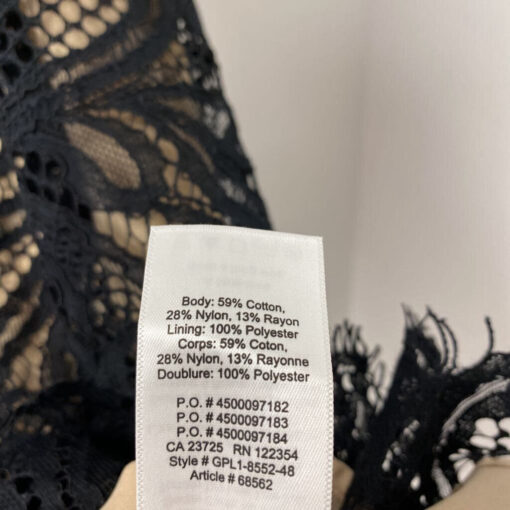 Body: 59% Cotton,
28% Nylon, 13% Rayon
Lining: 100% Polyester
Corps: 59% Coton,
28% Nylon, 13% Rayonne
Doublure: 100% Polyester
P.O. # 4500097182
P.O. # 4500097183
P.O. # 4500097184
CA 23725 RN 122354
Style # GPL1-8552-48
Article # 68562